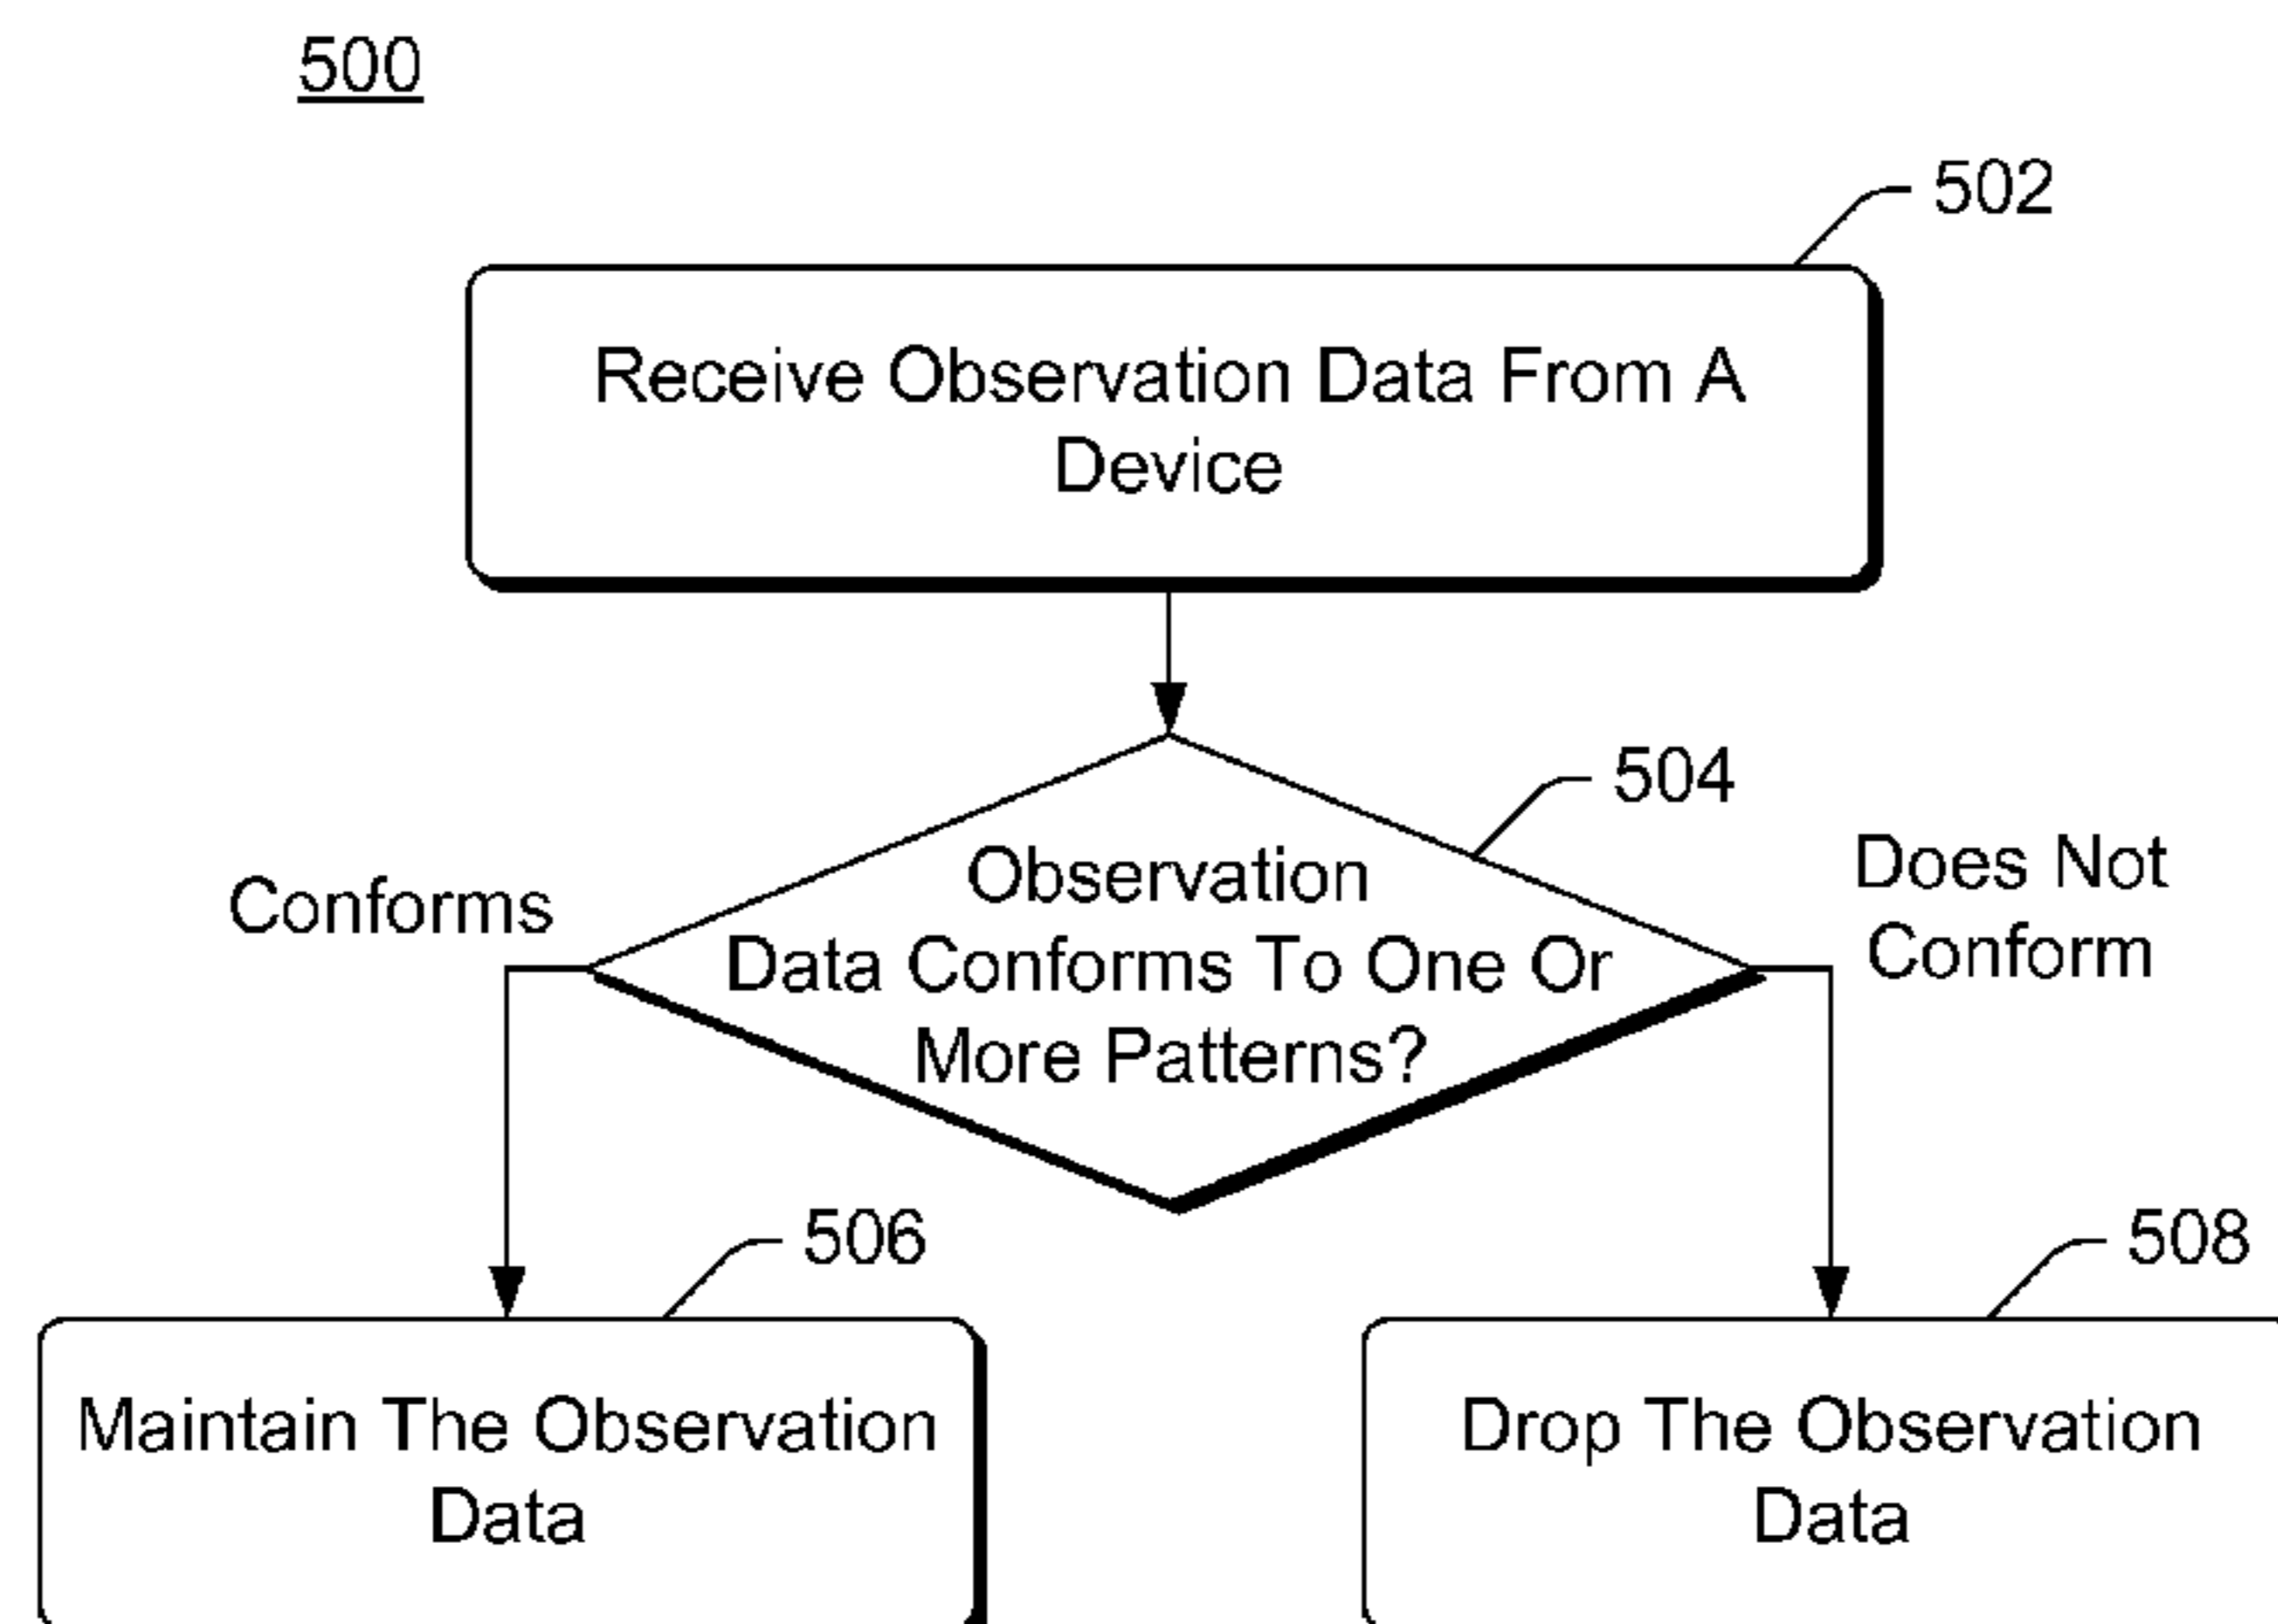 500
502
Receive Observation Data From A
Device
504
Observation
Data Conforms To One Or
More Patterns?
Conforms
Does Not
Conform
506
Maintain The Observation
Data
508
Drop The Observation
Data